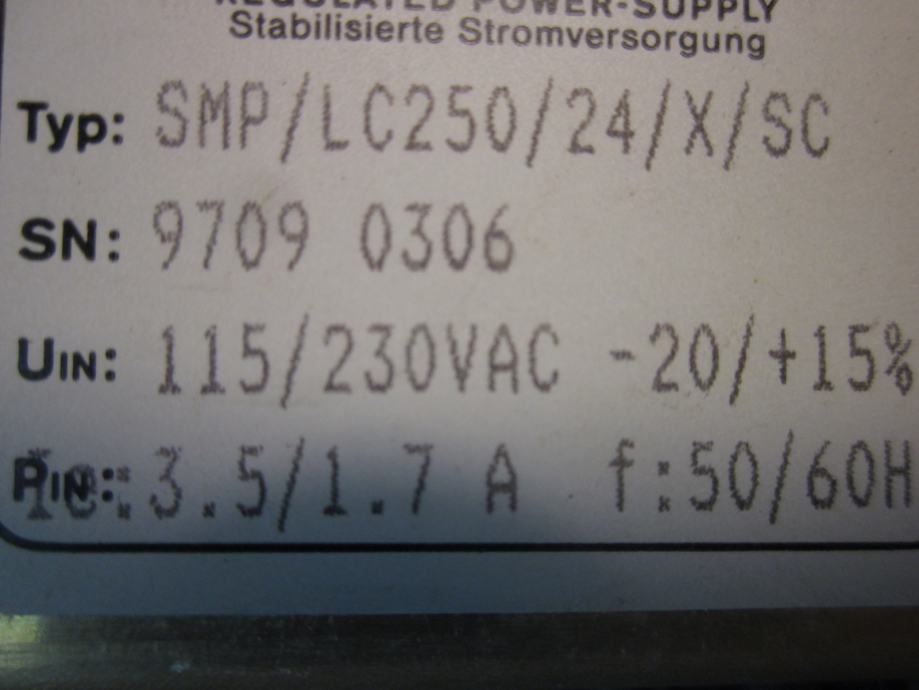 REGULATED POWER-SUPPLY
Stabilisierte Stromversorgung
Typ: SMP/LC250/24/X/SC
SN: 9709 0306
UIN: 115/230VAC -20/+15%
PIN: 3.5/1.7 A f:50/60H